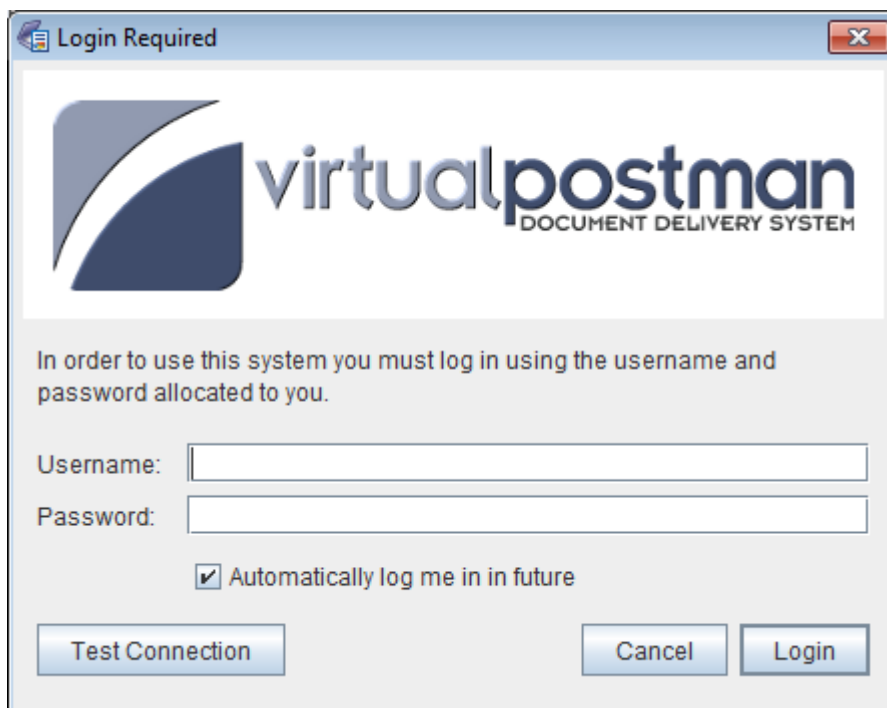 Login Required
virtualpostman
DOCUMENT DELIVERY SYSTEM
In order to use this system you must log in using the username and
password allocated to you.
Username:
Password:
Automatically log me in in future
Test Connection Cancel Login